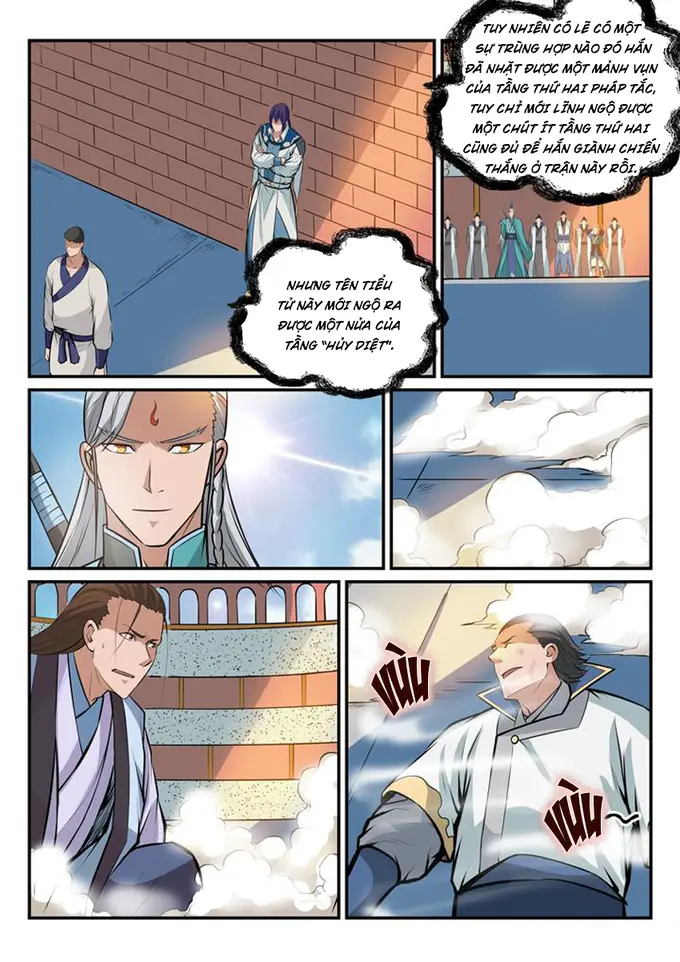 TUY NHIÊN CÓ LẼ CÓ MỘT
SỰ TRÙNG HỢP NÀO ĐÓ HẮN
ĐÃ NHẶT ĐƯỢC MỘT MẢNH VỤN
CỦA TẦNG THỨ HAI PHÁP TẮC,
TUY CHỈ MỚI LĨNH NGỘ ĐƯỢC
MỘT CHÚT ÍT TẦNG THỨ HAI
CŨNG ĐỦ ĐỂ HẮN GIÀNH CHIẾN
THẮNG Ở TRẬN NÀY RỒI.
NHƯNG TÊN TIỂU
TỬ NÀY MỚI NGỘ RA
ĐƯỢC MỘT NỬA CỦA
TẦNG "HỦY DIỆT".
VÙU
VÙU